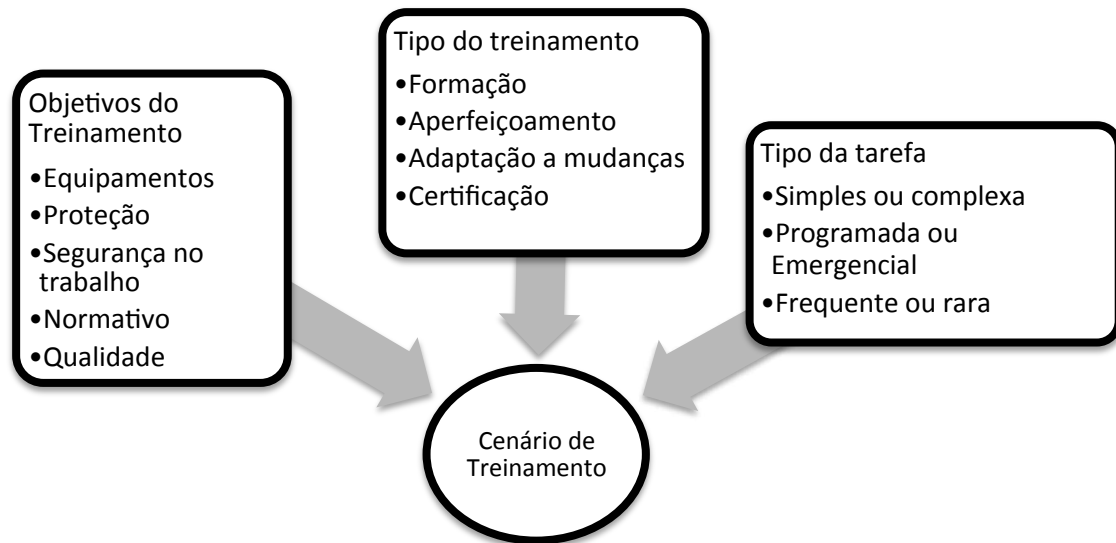 Objetivos do
Treinamento
•Equipamentos
•Proteção
•Segurança no
trabalho
•Normativo
•Qualidade
Tipo do treinamento
•Formação
•Aperfeiçoamento
•Adaptação a mudanças
•Certificação
Tipo da tarefa
•Simples ou complexa
•Programada ou
Emergencial
•Frequente ou rara
Cenário de
Treinamento